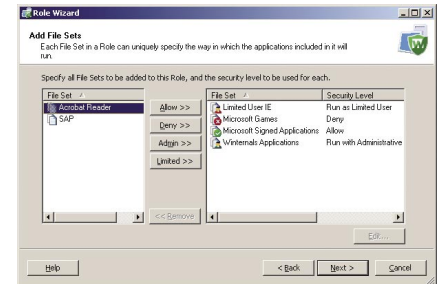 Role Wizard
Add File Sets
Each File Set in a Role can uniquely specify the way in which the applications included in it will
run.
Specify all File Sets to be added to this Role, and the security level to be used for each.
File Set
Acrobat Reader
SAP
Allow >>
Deny >>
Admin >>
Limited >>
<< Remove
File Set Security Level
Limited User IE Run as Limited User
Microsoft Games Deny
Microsoft Signed Applications Allow
Winternals Applications Run with Administrative
Edit...
Help
< Back
Next >
Cancel